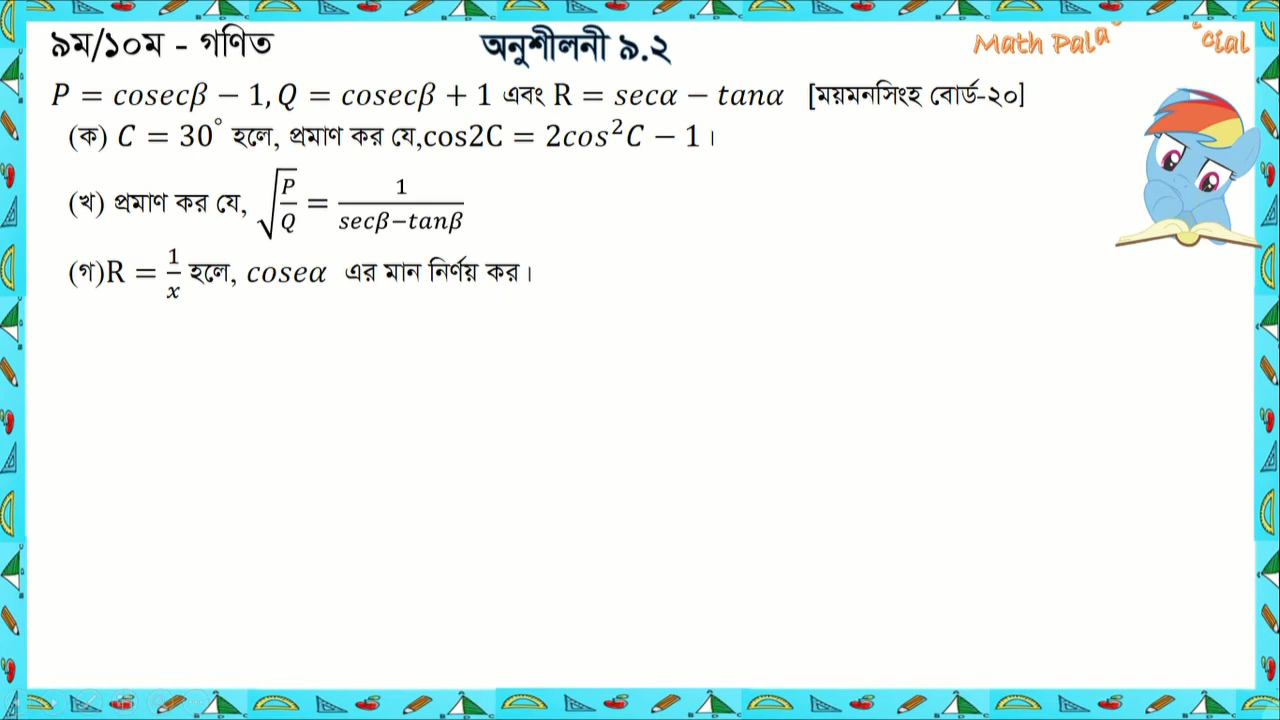 ৯ম/১০ম - গণিত
অনুশীলনী ৯.২
Math Pala cial
P = cosecβ − 1, Q = cosecβ + 1 এবং R = secα − tanα [ময়মনসিংহ বোর্ড-২০]
(ক) C = 30° হলে, প্রমাণ কর যে,cos2C = 2cos²C − 1।
(খ) প্রমাণ কর যে, √(P/Q) = 1/(secβ−tanβ)
(গ)R = 1/x হলে, coseα এর মান নির্ণয় কর।